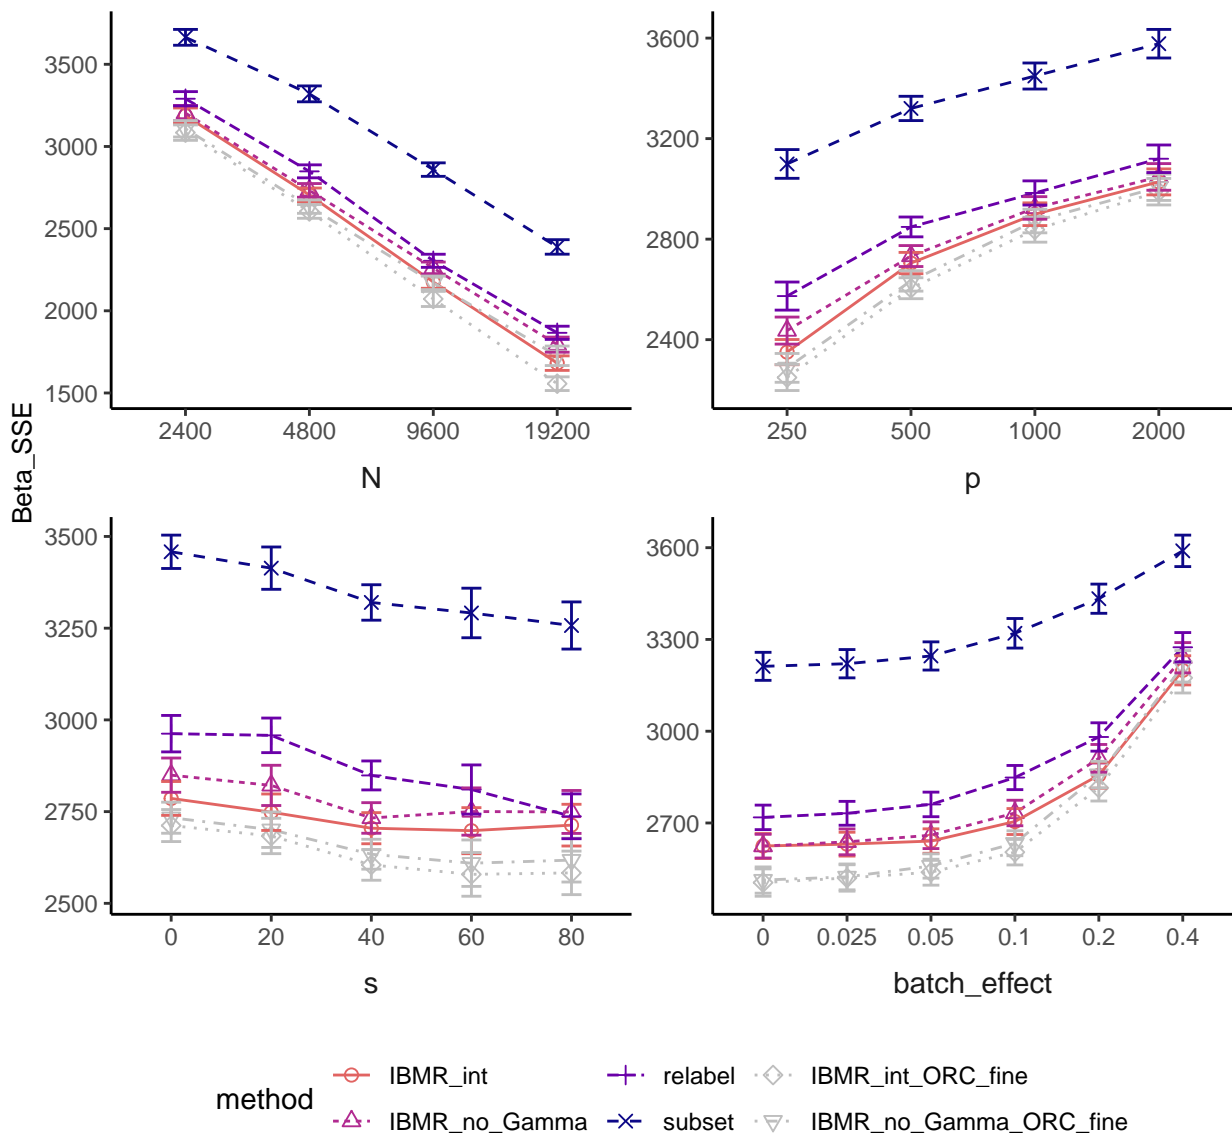 Beta_SSE
3500
3000
2500
2000
1500
2400 4800 9600 19200
N
3600
3200
2800
2400
250 500 1000 2000
p
3500
3250
3000
2750
2500
0 20 40 60 80
s
3600
3300
3000
2700
0 0.025 0.05 0.1 0.2 0.4
batch_effect
method
IBMR_int relabel IBMR_int_ORC_fine
IBMR_no_Gamma subset IBMR_no_Gamma_ORC_fine